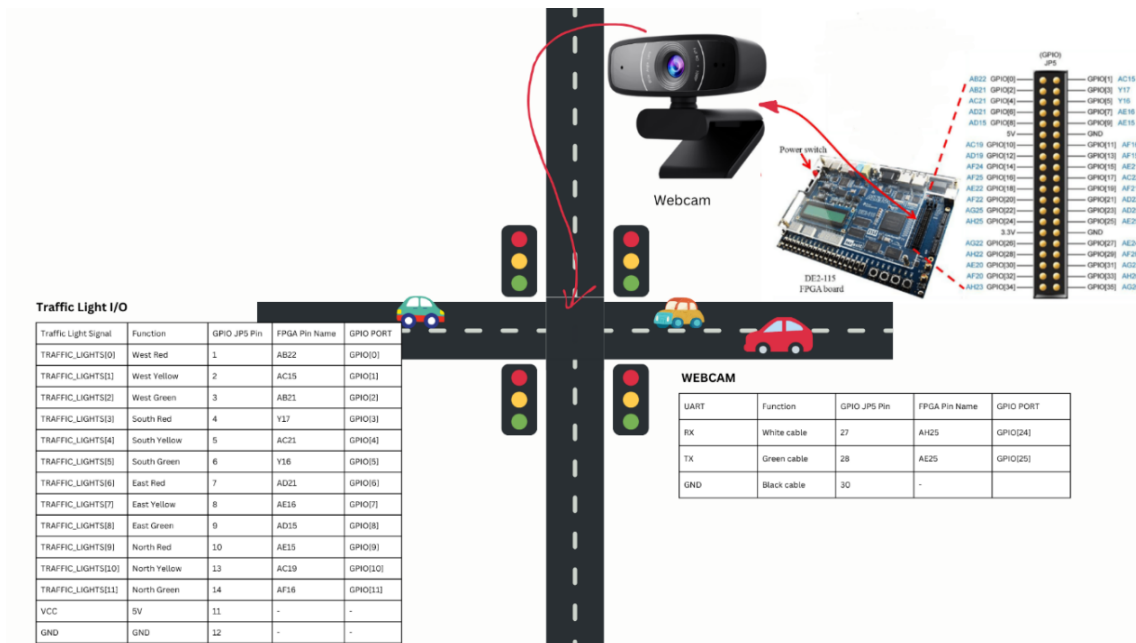 (GPIO)
JP5
AB22 GPIO[0] GPIO[1] AC15
AB21 GPIO[2] GPIO[3] Y17
AC21 GPIO[4] GPIO[5] Y16
AD21 GPIO[6] GPIO[7] AE16
AD15 GPIO[8] GPIO[9] AE15
5V GND
AC19 GPIO[10] GPIO[11]
AD19 GPIO[12] GPIO[13]
AF24 GPIO[14] GPIO[15]
AF25 GPIO[16] GPIO[17]
AE22 GPIO[18] GPIO[19]
AF22 GPIO[20] GPIO[21]
AG25 GPIO[22] GPIO[23]
AH25 GPIO[24] GPIO[25]
3.3V GND
AG22 GPIO[26] GPIO[27]
AH22 GPIO[28] GPIO[29]
AE20 GPIO[30] GPIO[31]
AF20 GPIO[32] GPIO[33]
AH23 GPIO[34] GPIO[35]
Power switch
Webcam
DE2-115
FPGA board
Traffic Light I/O
Traffic Light Signal Function GPIO JP5 Pin FPGA Pin Name GPIO PORT
TRAFFIC_LIGHTS[0] West Red 1 AB22 GPIO[0]
TRAFFIC_LIGHTS[1] West Yellow 2 AC15 GPIO[1]
TRAFFIC_LIGHTS[2] West Green 3 AB21 GPIO[2]
TRAFFIC_LIGHTS[3] South Red 4 Y17 GPIO[3]
TRAFFIC_LIGHTS[4] South Yellow 5 AC21 GPIO[4]
TRAFFIC_LIGHTS[5] South Green 6 Y16 GPIO[5]
TRAFFIC_LIGHTS[6] East Red 7 AD21 GPIO[6]
TRAFFIC_LIGHTS[7] East Yellow 8 AE16 GPIO[7]
TRAFFIC_LIGHTS[8] East Green 9 AD15 GPIO[8]
TRAFFIC_LIGHTS[9] North Red 10 AE15 GPIO[9]
TRAFFIC_LIGHTS[10] North Yellow 13 AC19 GPIO[10]
TRAFFIC_LIGHTS[11] North Green 14 AF16 GPIO[11]
VCC 5V 11 - -
GND GND 12 - -
WEBCAM
UART Function GPIO JP5 Pin FPGA Pin Name GPIO PORT
RX White cable 27 AH25 GPIO[24]
TX Green cable 28 AE25 GPIO[25]
GND Black cable 30 -